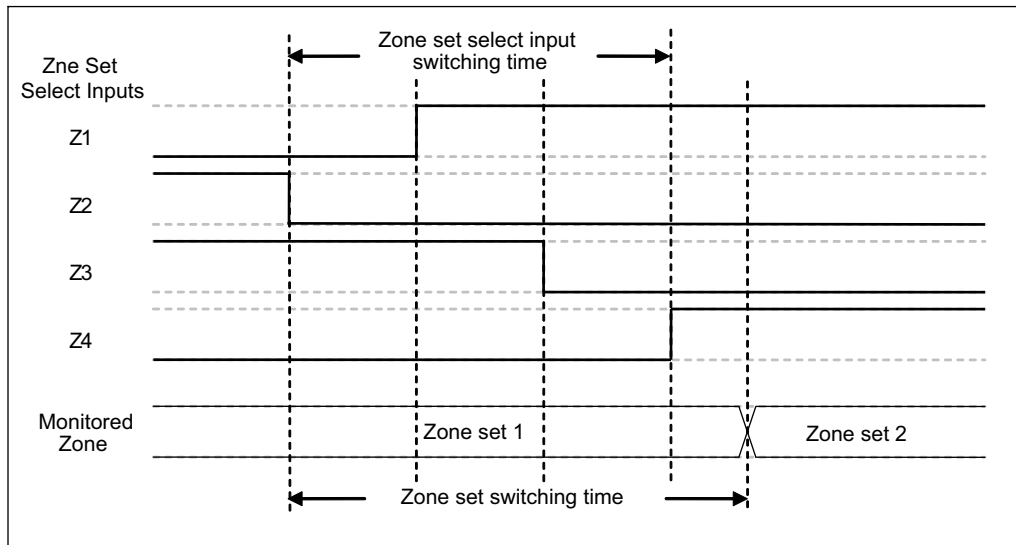 Zone set select input
switching time
Zne Set
Select Inputs
Z1
Z2
Z3
Z4
Monitored
Zone
Zone set 1
Zone set 2
Zone set switching time